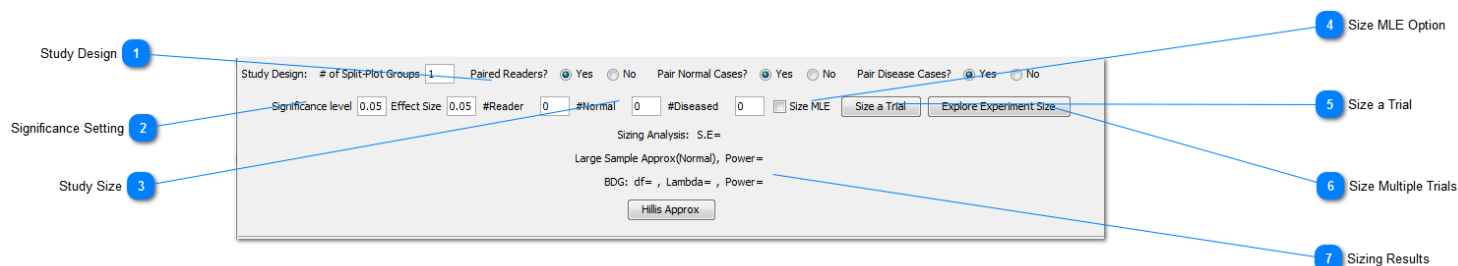 4 Size MLE Option
Study Design 1
Study Design: # of Split-Plot Groups 1 Paired Readers? Yes No Pair Normal Cases? Yes No Pair Disease Cases? Yes No
Significance level 0.05 Effect Size 0.05 #Reader 0 #Normal 0 #Diseased 0 Size MLE Size a Trial Explore Experiment Size
5 Size a Trial
Significance Setting 2
Sizing Analysis: S.E=
Large Sample Approx(Normal), Power=
BDG: df= , Lambda= , Power=
Study Size 3
6 Size Multiple Trials
Hillis Approx
7 Sizing Results